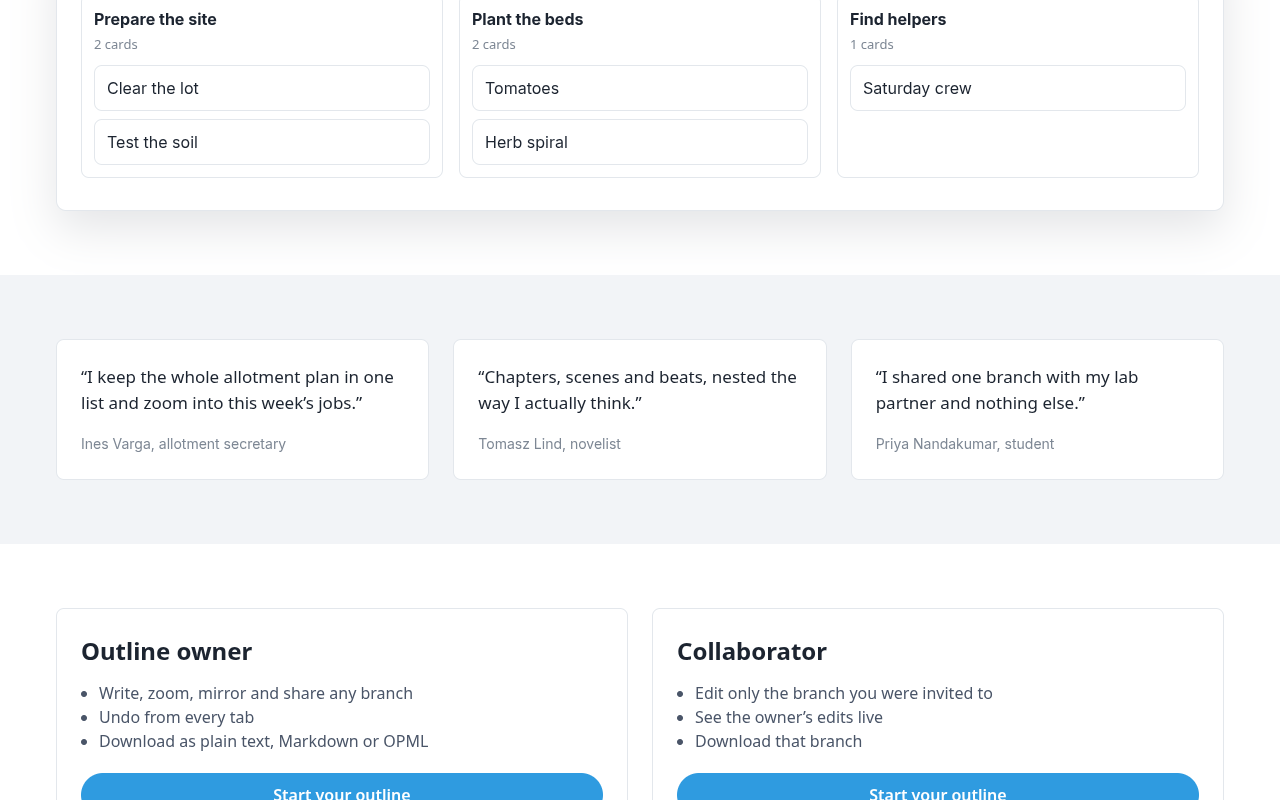 Prepare the site
2 cards
Clear the lot
Test the soil
Plant the beds
2 cards
Tomatoes
Herb spiral
Find helpers
1 cards
Saturday crew
“I keep the whole allotment plan in one
list and zoom into this week’s jobs.”
Ines Varga, allotment secretary
“Chapters, scenes and beats, nested the
way I actually think.”
Tomasz Lind, novelist
“I shared one branch with my lab
partner and nothing else.”
Priya Nandakumar, student
Outline owner
Write, zoom, mirror and share any branch
Undo from every tab
Download as plain text, Markdown or OPML
Start your outline
Collaborator
Edit only the branch you were invited to
See the owner’s edits live
Download that branch
Start your outline